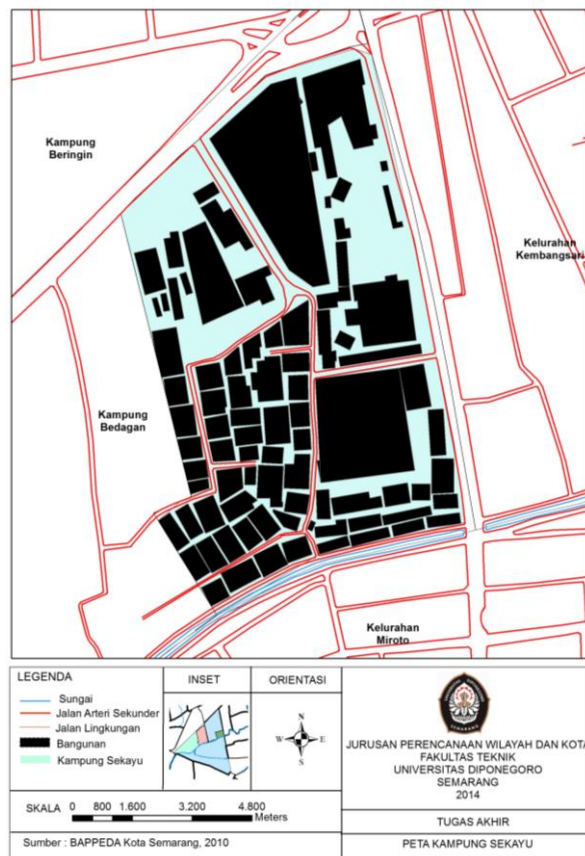 Kampung
Beringin
Kelurahan
Kembangsari
Kampung
Bedagan
Kelurahan
Miroto
LEGENDA
Sungai
Jalan Arteri Sekunder
Jalan Lingkungan
Bangunan
Kampung Sekayu
INSET
ORIENTASI
N
W E
S
SKALA 0 800 1.600 3.200 4.800
Meters
Sumber : BAPPEDA Kota Semarang, 2010
SEMARANG
JURUSAN PERENCANAAN WILAYAH DAN KOTA
FAKULTAS TEKNIK
UNIVERSITAS DIPONEGORO
SEMARANG
2014
TUGAS AKHIR
PETA KAMPUNG SEKAYU